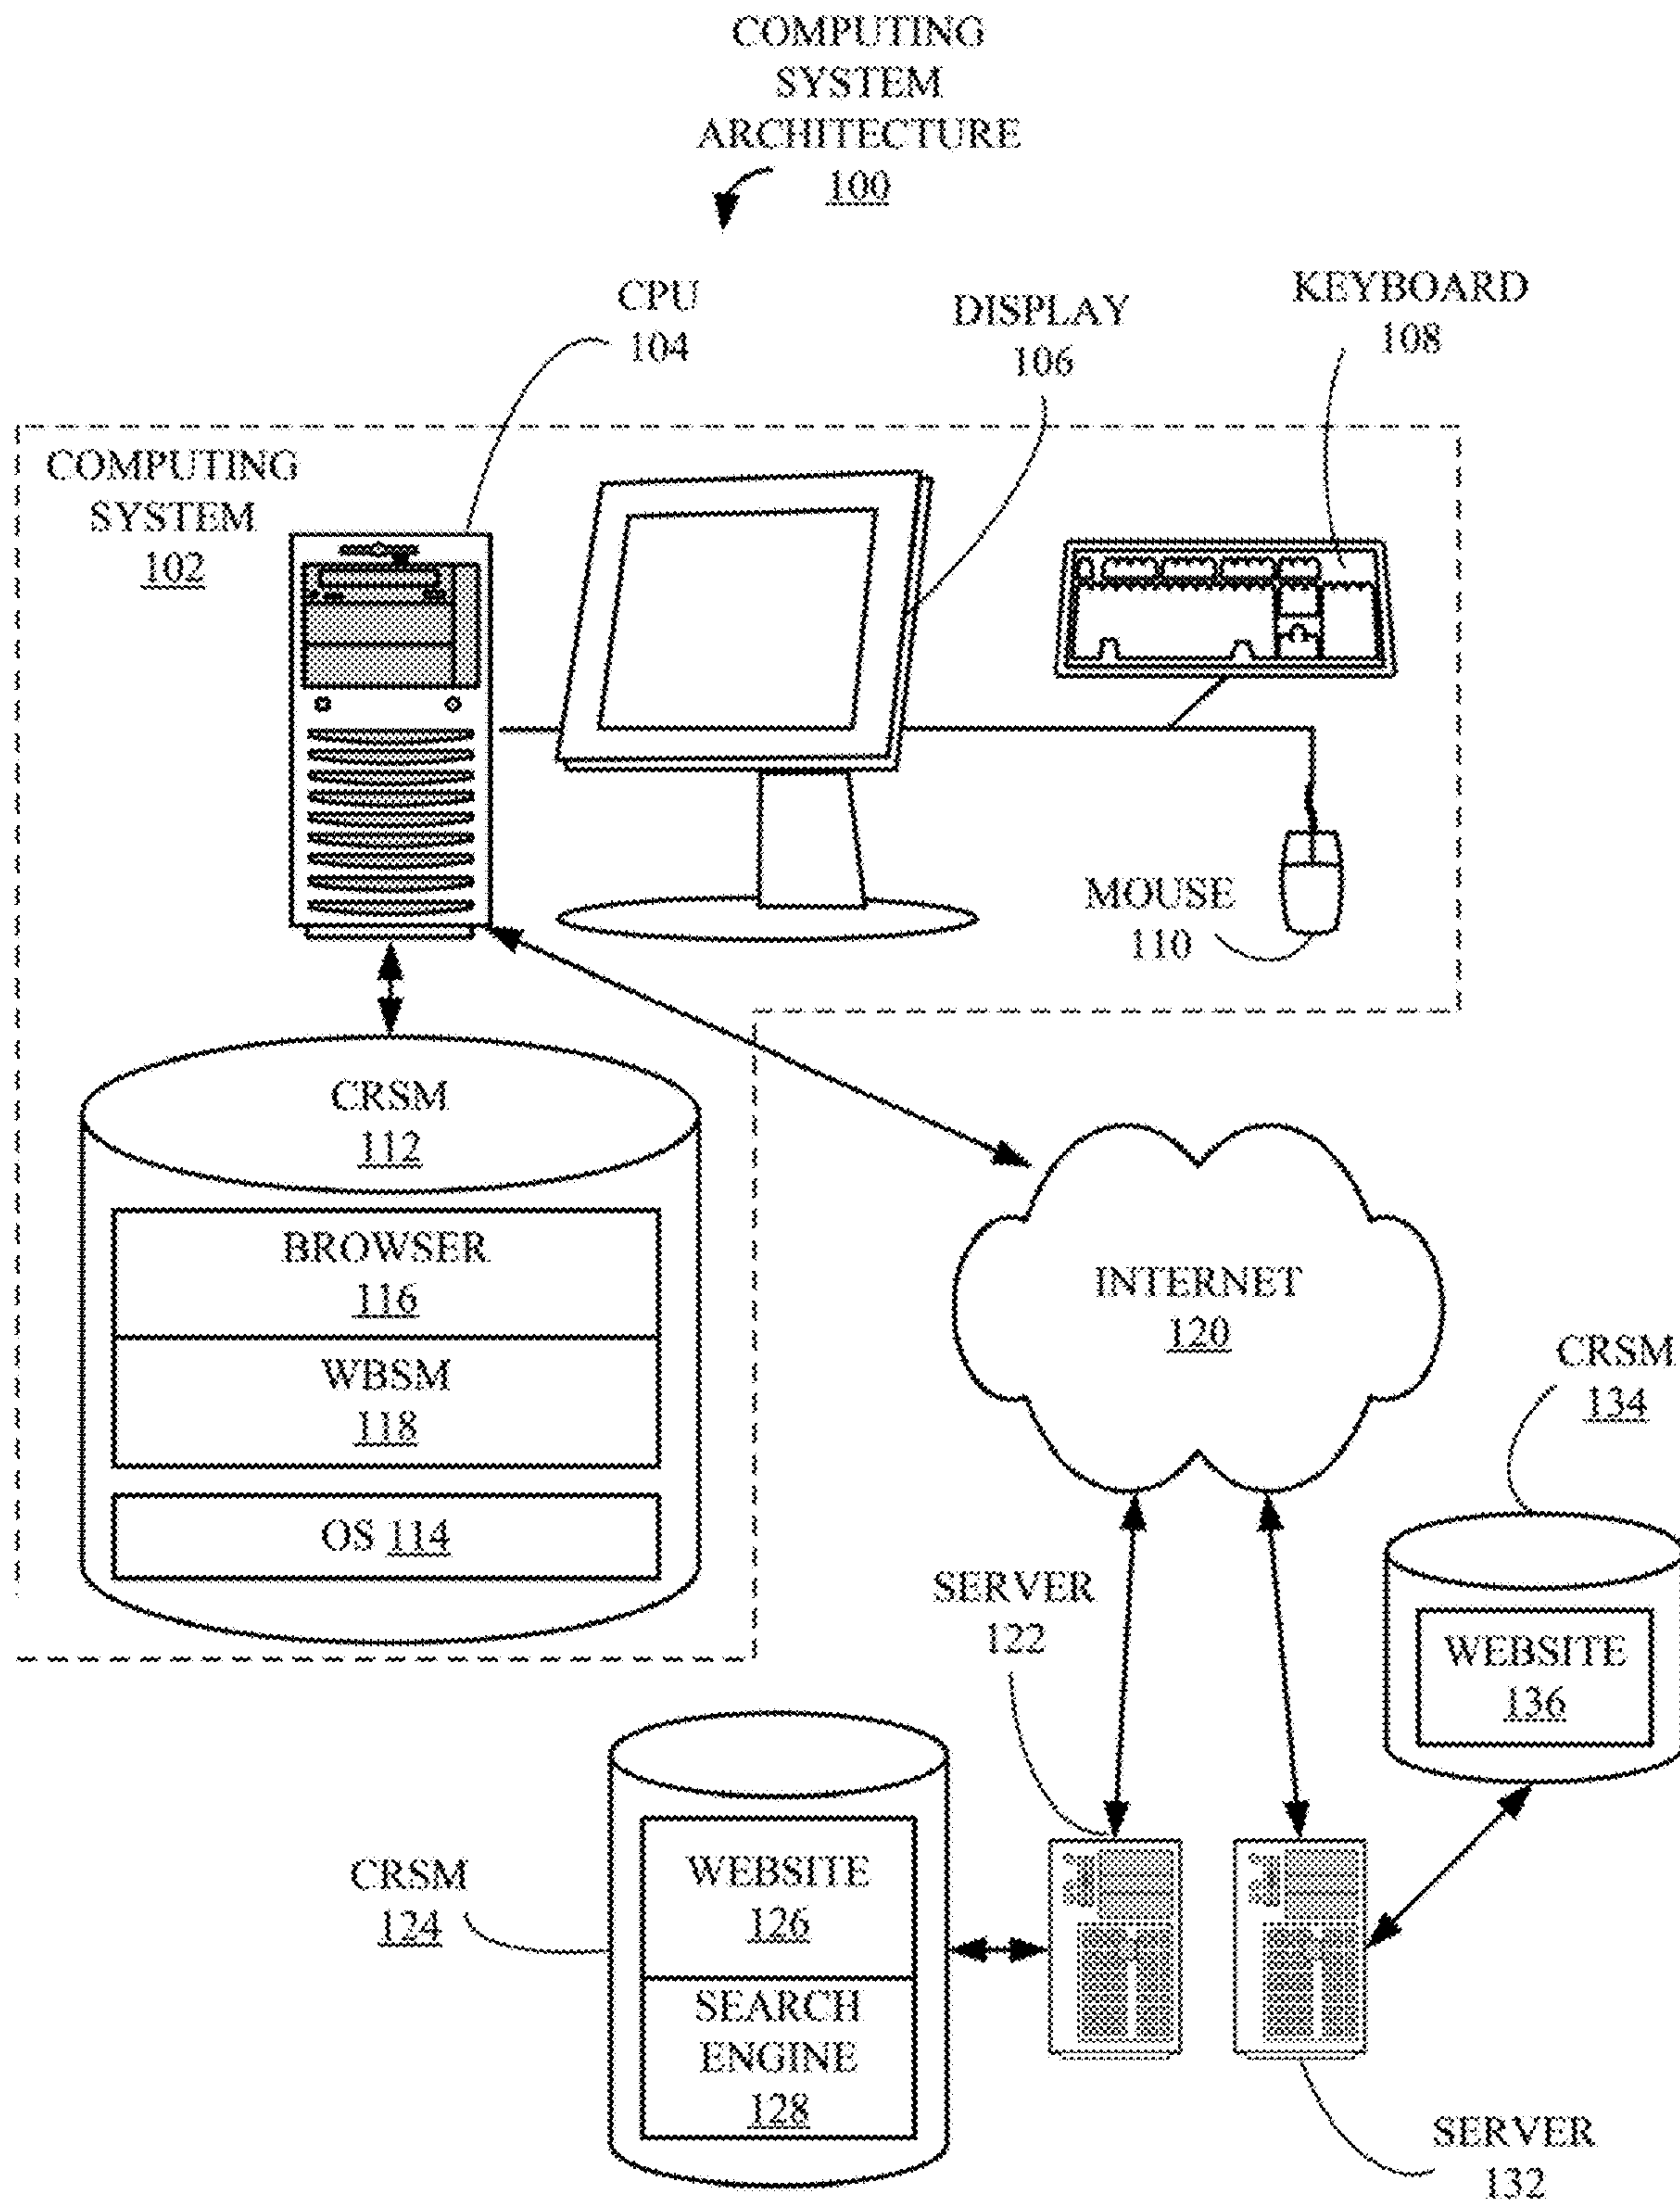 COMPUTING
SYSTEM
ARCHITECTURE
100
CPU
104
DISPLAY
106
KEYBOARD
108
COMPUTING
SYSTEM
102
MOUSE
110
CRSM
112
BROWSER
116
WBSM
118
OS 114
INTERNET
120
CRSM
134
WEBSITE
136
SERVER
122
CRSM
124
WEBSITE
126
SEARCH
ENGINE
128
SERVER
132